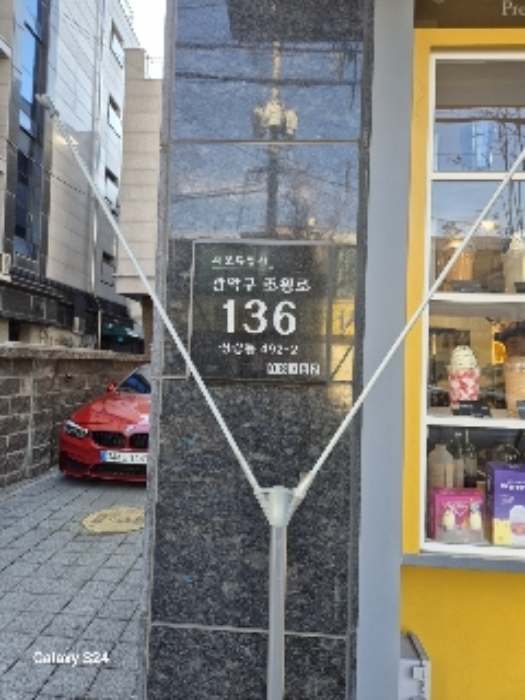 Pre
서울특별시
관악구 조원로
136
신림동 492-2
Galaxy S24